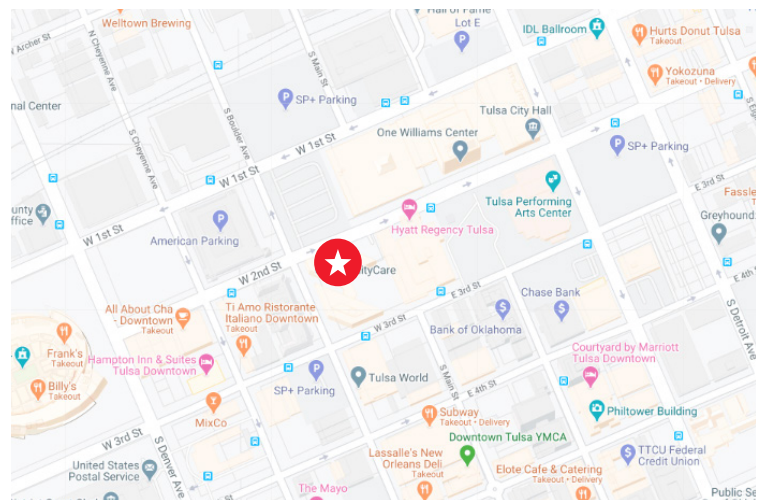 Hall of Fame
Lot E
Welltown Brewing
IDL Ballroom
Hurts Donut Tulsa
Takeout
N Archer St
N Cheyenne Ave
S Main St
Yokozuna
Takeout • Delivery
SP+ Parking
nal Center
Tulsa City Hall
S Boulder Ave
One Williams Center
W 1st St
SP+ Parking
S Cheyenne Ave
W 1st St
E 3rd St
Tulsa Performing
Arts Center
Fassle
Takeou
unty
ffice
Greyhound
Hyatt Regency Tulsa
W 1st St
American Parking
W 2nd St
ityCare
E 4th
E 3rd St
Chase Bank
All About Cha
- Downtown
Takeout
Ti Amo Ristorante
Italiano Downtown
Takeout
Bank of Oklahoma
S Detroit Ave
W 3rd St
Frank's
Takeout
Hampton Inn & Suites
Tulsa Downtown
Courtyard by Marriott
Tulsa Downtown
Tulsa World
S Main St
E 4th St
Billy's
Takeout
SP+ Parking
MixCo
Subway
Takeout • Delivery
Philtower Building
W 3rd St
S Denver Ave
Downtown Tulsa YMCA
Lassalle's New
Orleans Deli
Takeout
TTCU Federal
Credit Union
United States
Postal Service
Elote Cafe & Catering
Takeout • Delivery
The Mayo
Public Se